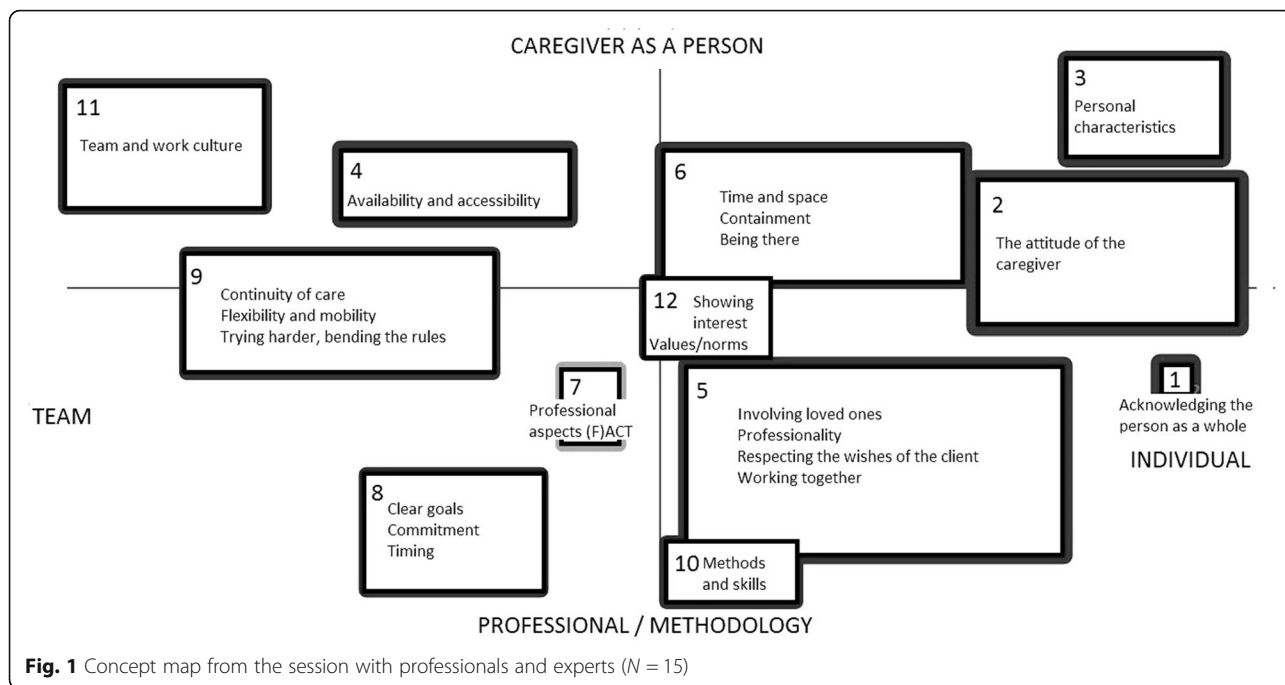 CAREGIVER AS A PERSON
11
Team and work culture
4
Availability and accessibility
6
Time and space
Containment
Being there
3
Personal
characteristics
2
The attitude of the
caregiver
9
Continuity of care
Flexibility and mobility
Trying harder, bending the rules
12 Showing
interest
Values/norms
TEAM
7
Professional
aspects (F)ACT
5
Involving loved ones
Professionality
Respecting the wishes of the client
Working together
1
Acknowledging the
person as a whole
INDIVIDUAL
8
Clear goals
Commitment
Timing
10 Methods
and skills
PROFESSIONAL / METHODOLOGY
Fig. 1 Concept map from the session with professionals and experts (N = 15)